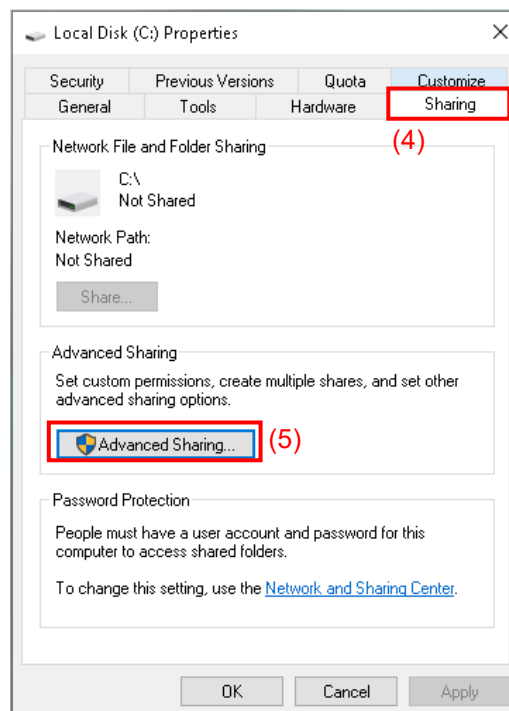 Local Disk (C:) Properties
Security Previous Versions Quota Customize
General Tools Hardware Sharing
(4)
Network File and Folder Sharing
C:\
Not Shared
Network Path:
Not Shared
Share...
Advanced Sharing
Set custom permissions, create multiple shares, and set other
advanced sharing options.
Advanced Sharing... (5)
Password Protection
People must have a user account and password for this
computer to access shared folders.
To change this setting, use the Network and Sharing Center.
OK Cancel Apply